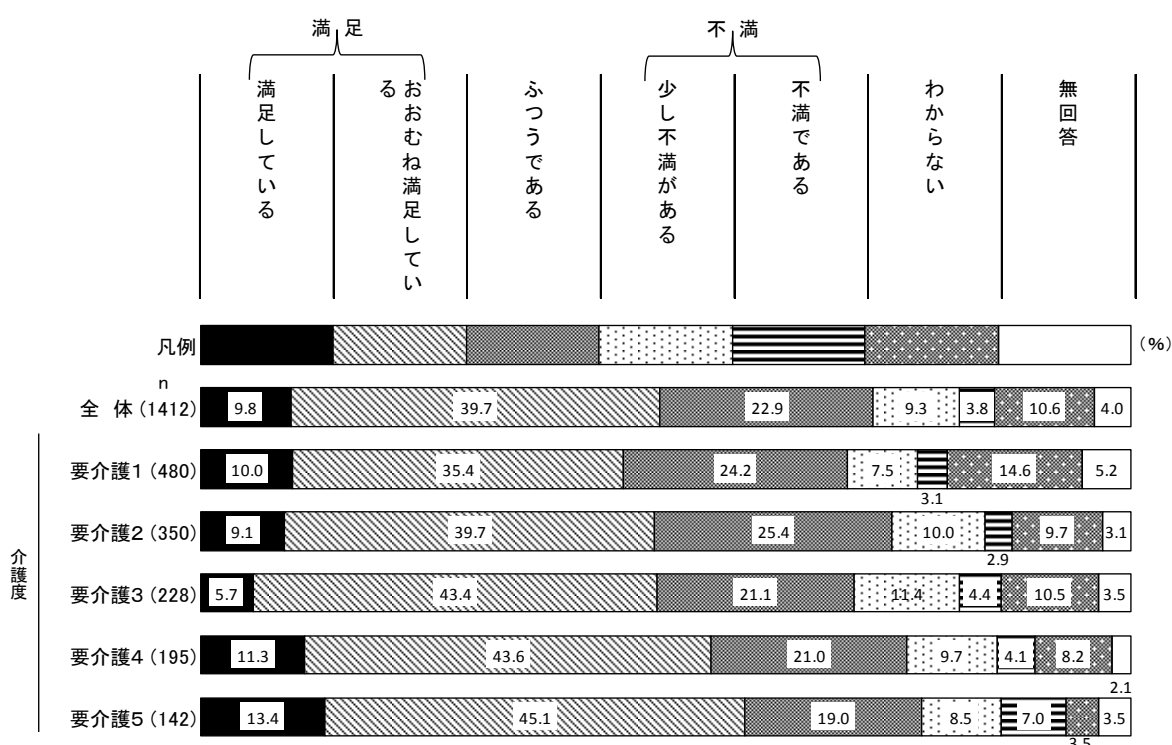 満 足
不 満
満足している
おおむね満足してい
る
ふつうである
少し不満がある
不満である
わからない
無回答
凡例
(%)
n
全 体 (1412) 9.8 39.7 22.9 9.3 3.8 10.6 4.0
介護度
要介護1 (480) 10.0 35.4 24.2 7.5 14.6 5.2
3.1
要介護2 (350) 9.1 39.7 25.4 10.0 9.7 3.1
2.9
要介護3 (228) 5.7 43.4 21.1 11.4 4.4 10.5 3.5
要介護4 (195) 11.3 43.6 21.0 9.7 4.1 8.2
2.1
要介護5 (142) 13.4 45.1 19.0 8.5 7.0 3.5
3.5